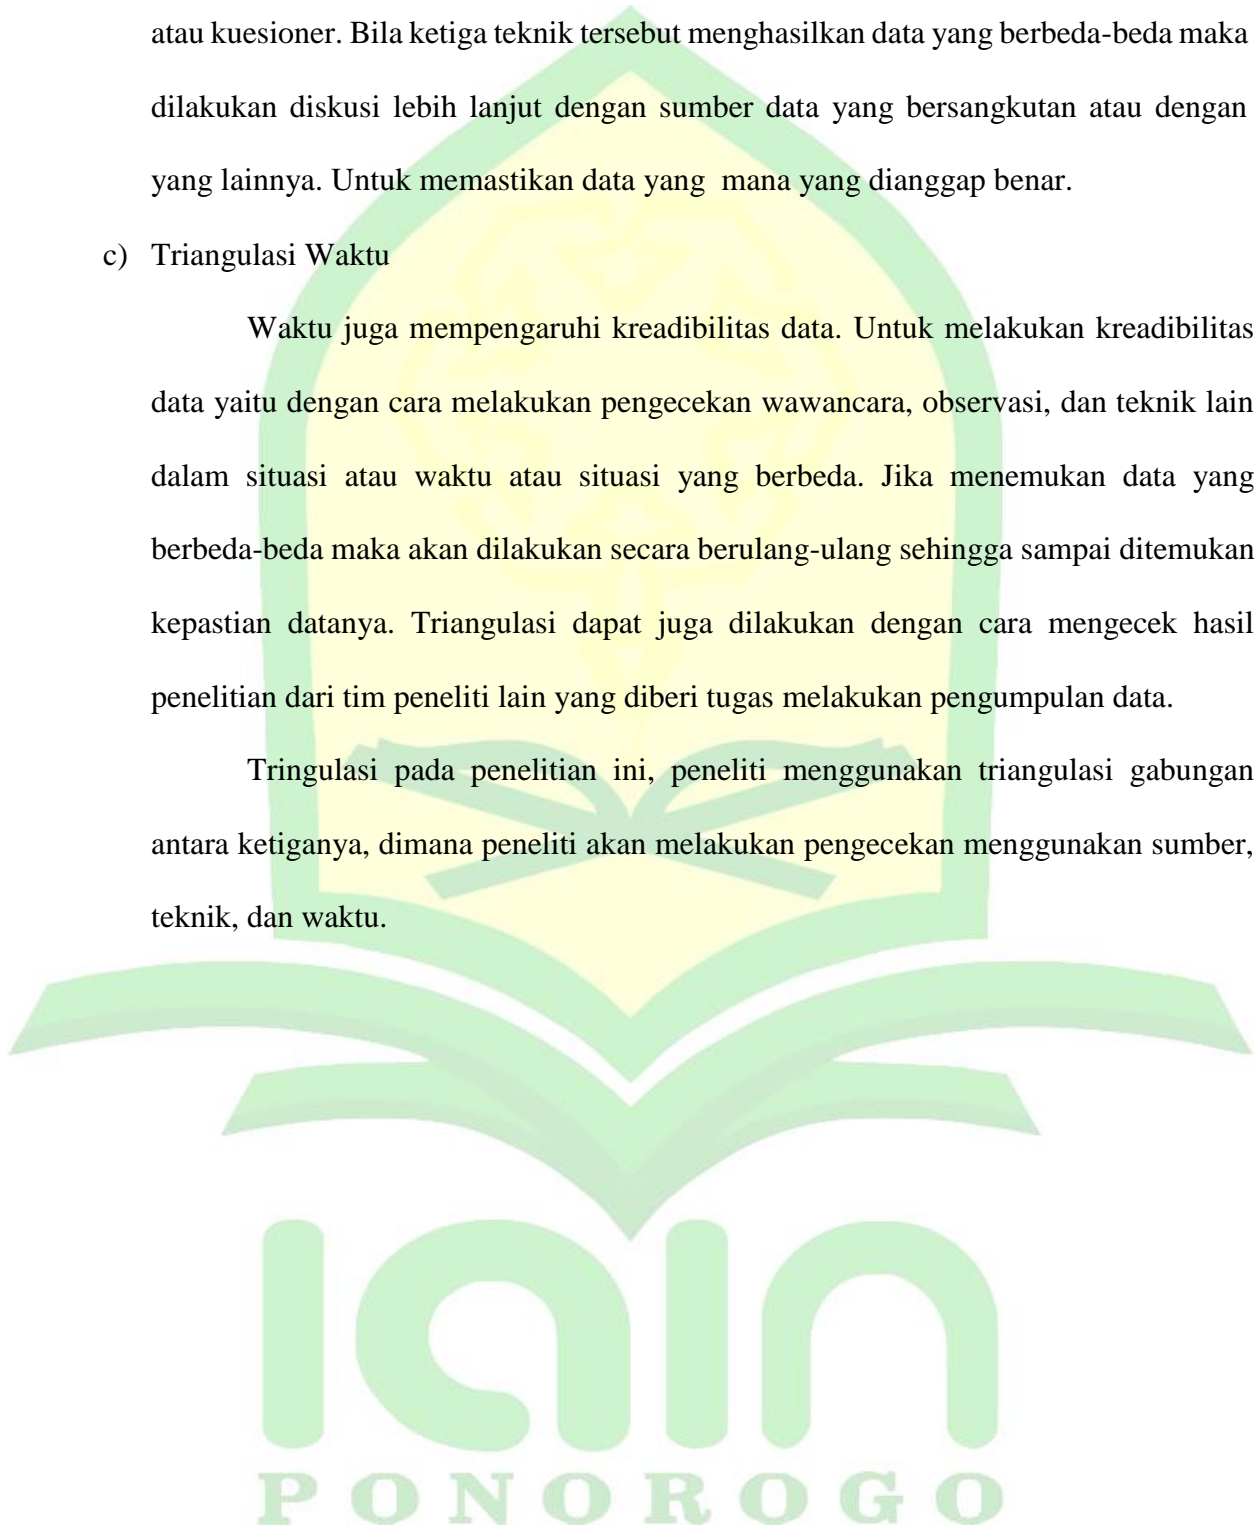 atau kuesioner. Bila ketiga teknik tersebut menghasilkan data yang berbeda-beda maka
dilakukan diskusi lebih lanjut dengan sumber data yang bersangkutan atau dengan
yang lainnya. Untuk memastikan data yang  mana yang dianggap benar.
c) Triangulasi Waktu
Waktu juga mempengaruhi kreadibilitas data. Untuk melakukan kreadibilitas
data yaitu dengan cara melakukan pengecekan wawancara, observasi, dan teknik lain
dalam situasi atau waktu atau situasi yang berbeda. Jika menemukan data yang
berbeda-beda maka akan dilakukan secara berulang-ulang sehingga sampai ditemukan
kepastian datanya. Triangulasi dapat juga dilakukan dengan cara mengecek hasil
penelitian dari tim peneliti lain yang diberi tugas melakukan pengumpulan data.
Tringulasi pada penelitian ini, peneliti menggunakan triangulasi gabungan
antara ketiganya, dimana peneliti akan melakukan pengecekan menggunakan sumber,
teknik, dan waktu.
iain
PONOROGO